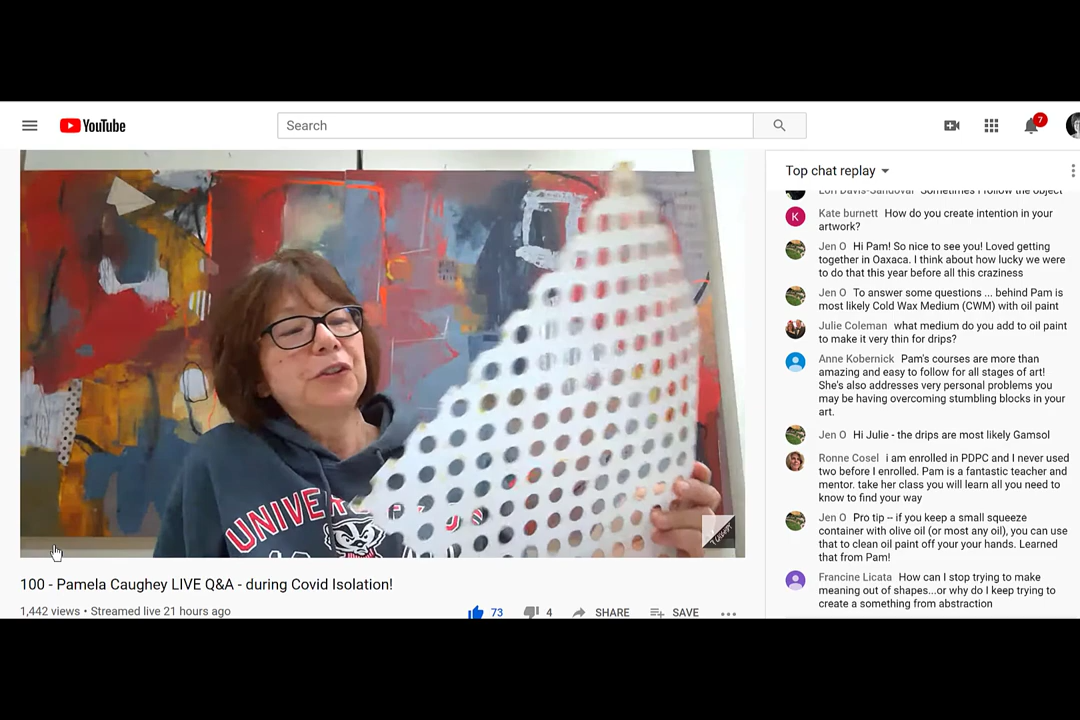 YouTube
Search
7
Top chat replay
Lori Davis-Sandoval Sometimes I follow the object
Kate burnett How do you create intention in your
artwork?
K
Jen O Hi Pam! So nice to see you! Loved getting
together in Oaxaca. I think about how lucky we were
to do that this year before all this craziness
Jen O To answer some questions ... behind Pam is
most likely Cold Wax Medium (CWM) with oil paint
Julie Coleman what medium do you add to oil paint
to make it very thin for drips?
Anne Kobernick Pam's courses are more than
amazing and easy to follow for all stages of art!
She's also addresses very personal problems you
may be having overcoming stumbling blocks in your
art.
Jen O Hi Julie - the drips are most likely Gamsol
Ronne Cosel i am enrolled in PDPC and I never used
two before I enrolled. Pam is a fantastic teacher and
mentor. take her class you will learn all you need to
know to find your way
Jen O Pro tip -- if you keep a small squeeze
container with olive oil (or most any oil), you can use
that to clean oil paint off your your hands. Learned
that from Pam!
Francine Licata How can I stop trying to make
meaning out of shapes...or why do I keep trying to
create a something from abstraction
UNIVER
100 - Pamela Caughey LIVE Q&A - during Covid Isolation!
1,442 views • Streamed live 21 hours ago
73
4
SHARE
SAVE